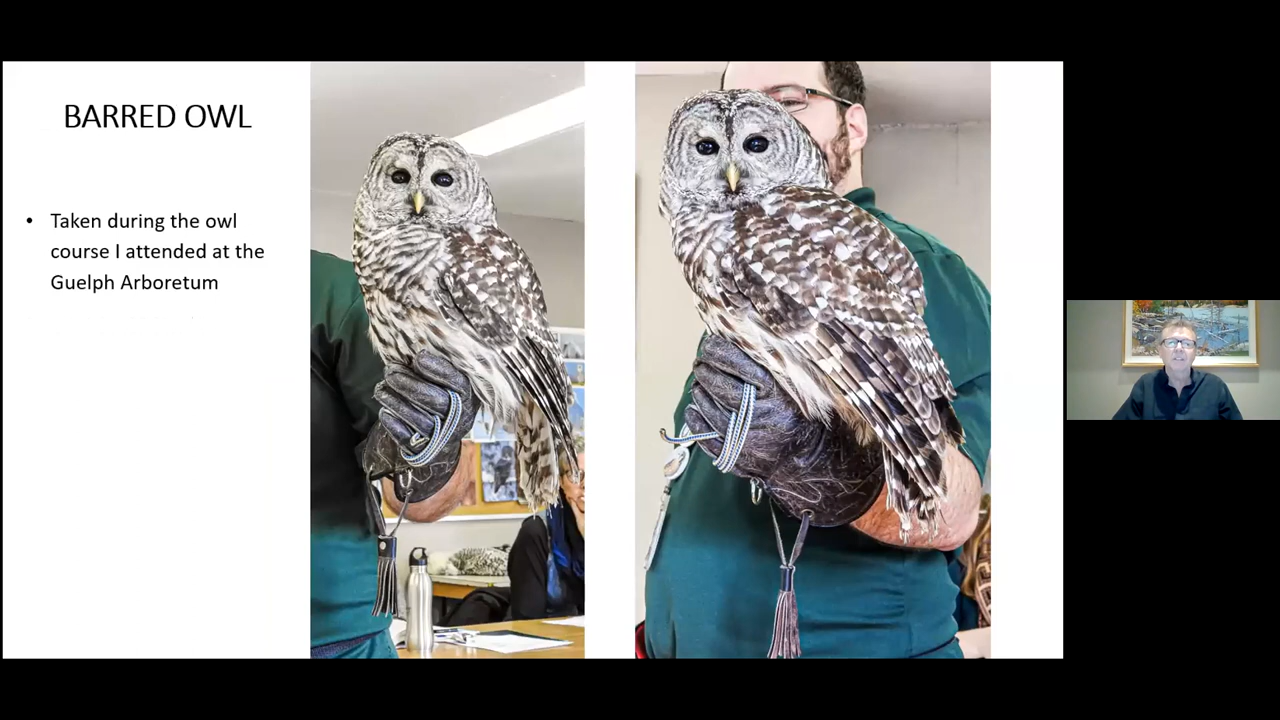 BARRED OWL
• Taken during the owl
course I attended at the
Guelph Arboretum